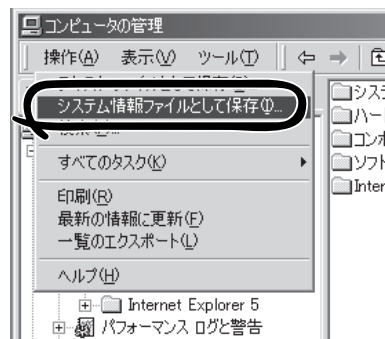 コンピュータの管理
操作(A) 表示(V) ツール(T)
システム情報ファイルとして保存(I)...
すべてのタスク(K)
印刷(R)
最新の情報に更新(F)
一覧のエクスポート(L)
ヘルプ(H)
Internet Explorer 5
パフォーマンス ログと警告
シス
ハード
コンポ
ソフト
Inter